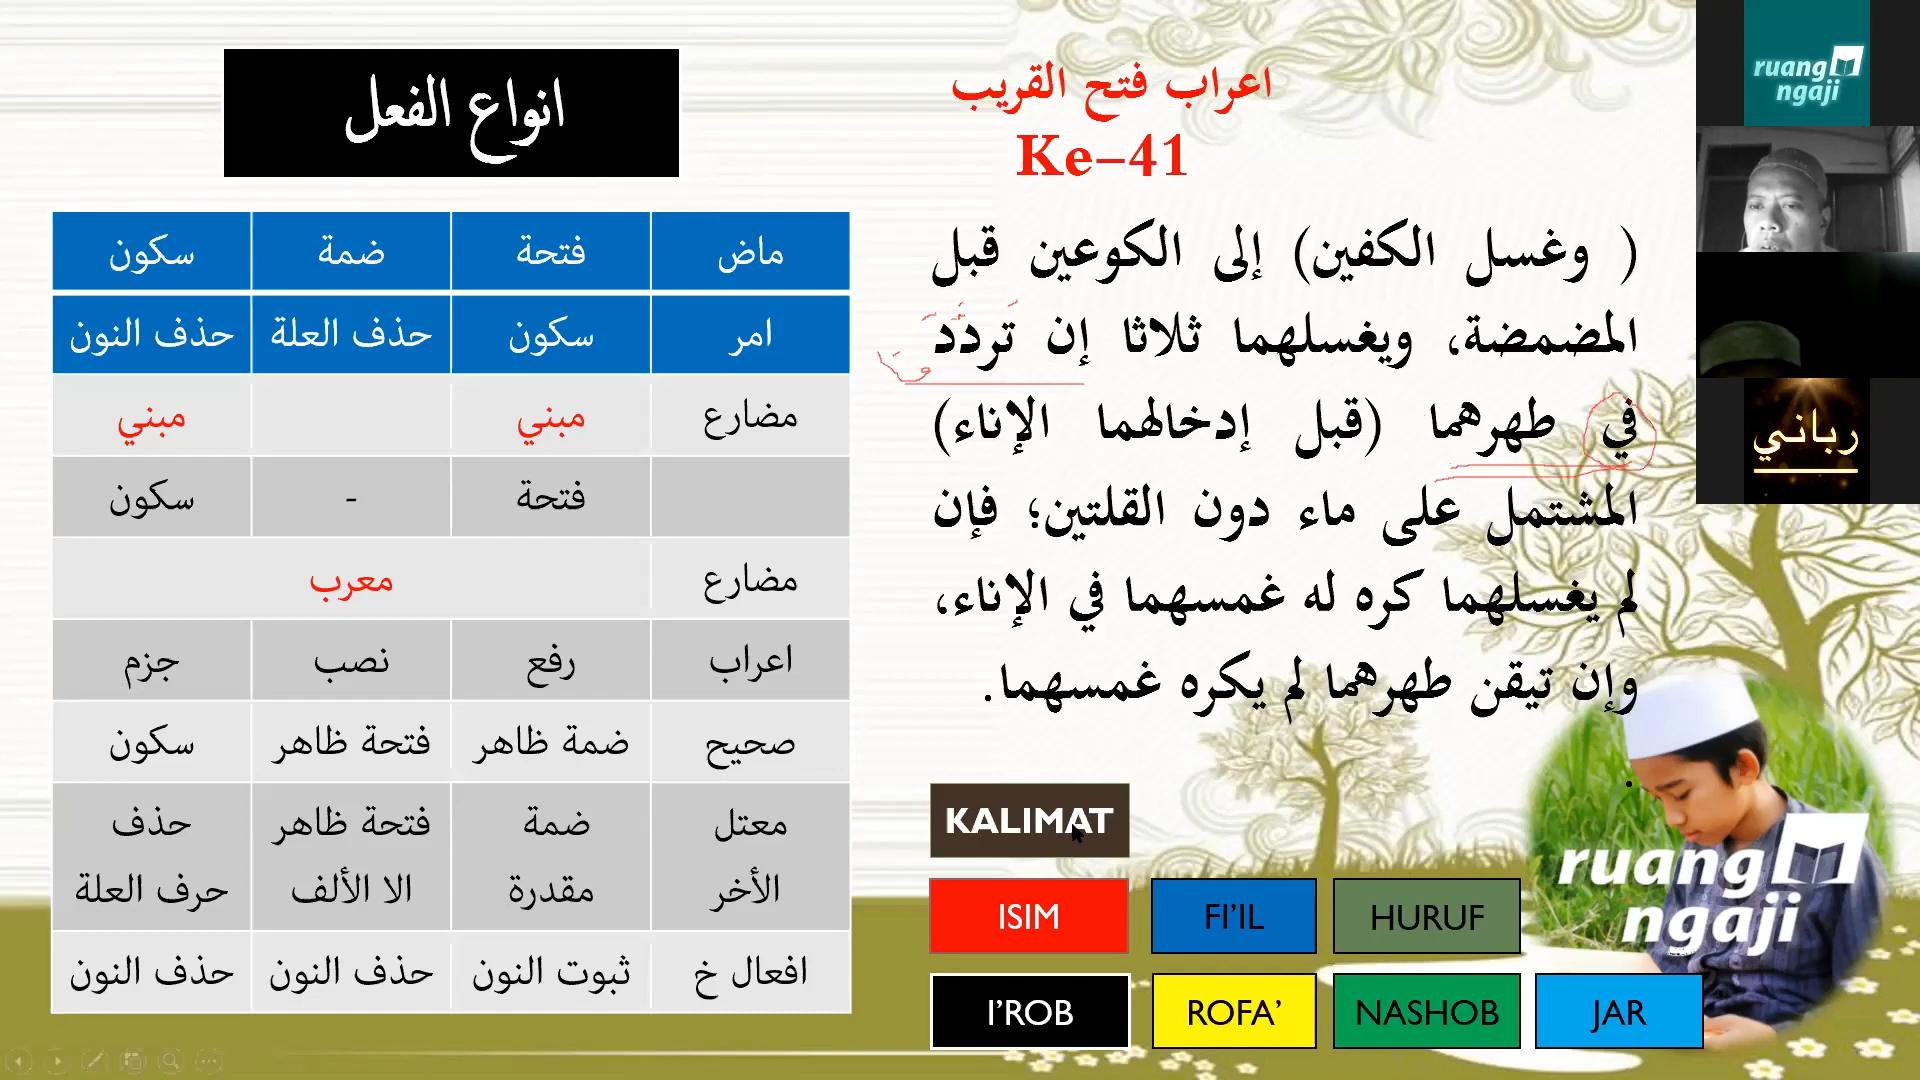 انواع الفعل
ماض فتحة ضمة سكون
امر سكون حذف العلة حذف النون
مضارع مبني مبني
فتحة - سكون
مضارع معرب
اعراب رفع نصب جزم
صحيح ضمة ظاهر فتحة ظاهر سكون
معتل الأخر ضمة مقدرة فتحة ظاهر الا الألف حذف حرف العلة
افعال خ ثبوت النون حذف النون حذف النون
اعراب فتح القريب
Ke-41
( وغسل الكفين) إلى الكوعين قبل
المضمضة، ويغسلهما ثلاثا إن تردد
في طهرهما (قبل إدخالهما الإناء)
المشتمل على ماء دون القلتين؛ فإن
لم يغسلهما كره له غمسهما في الإناء،
وإن تيقن طهرهما لم يكره غمسهما.
.
KALIMAT
ISIM FI'IL HURUF
I'ROB ROFA' NASHOB JAR
ruang
ngaji
رباني
ruang
ngaji